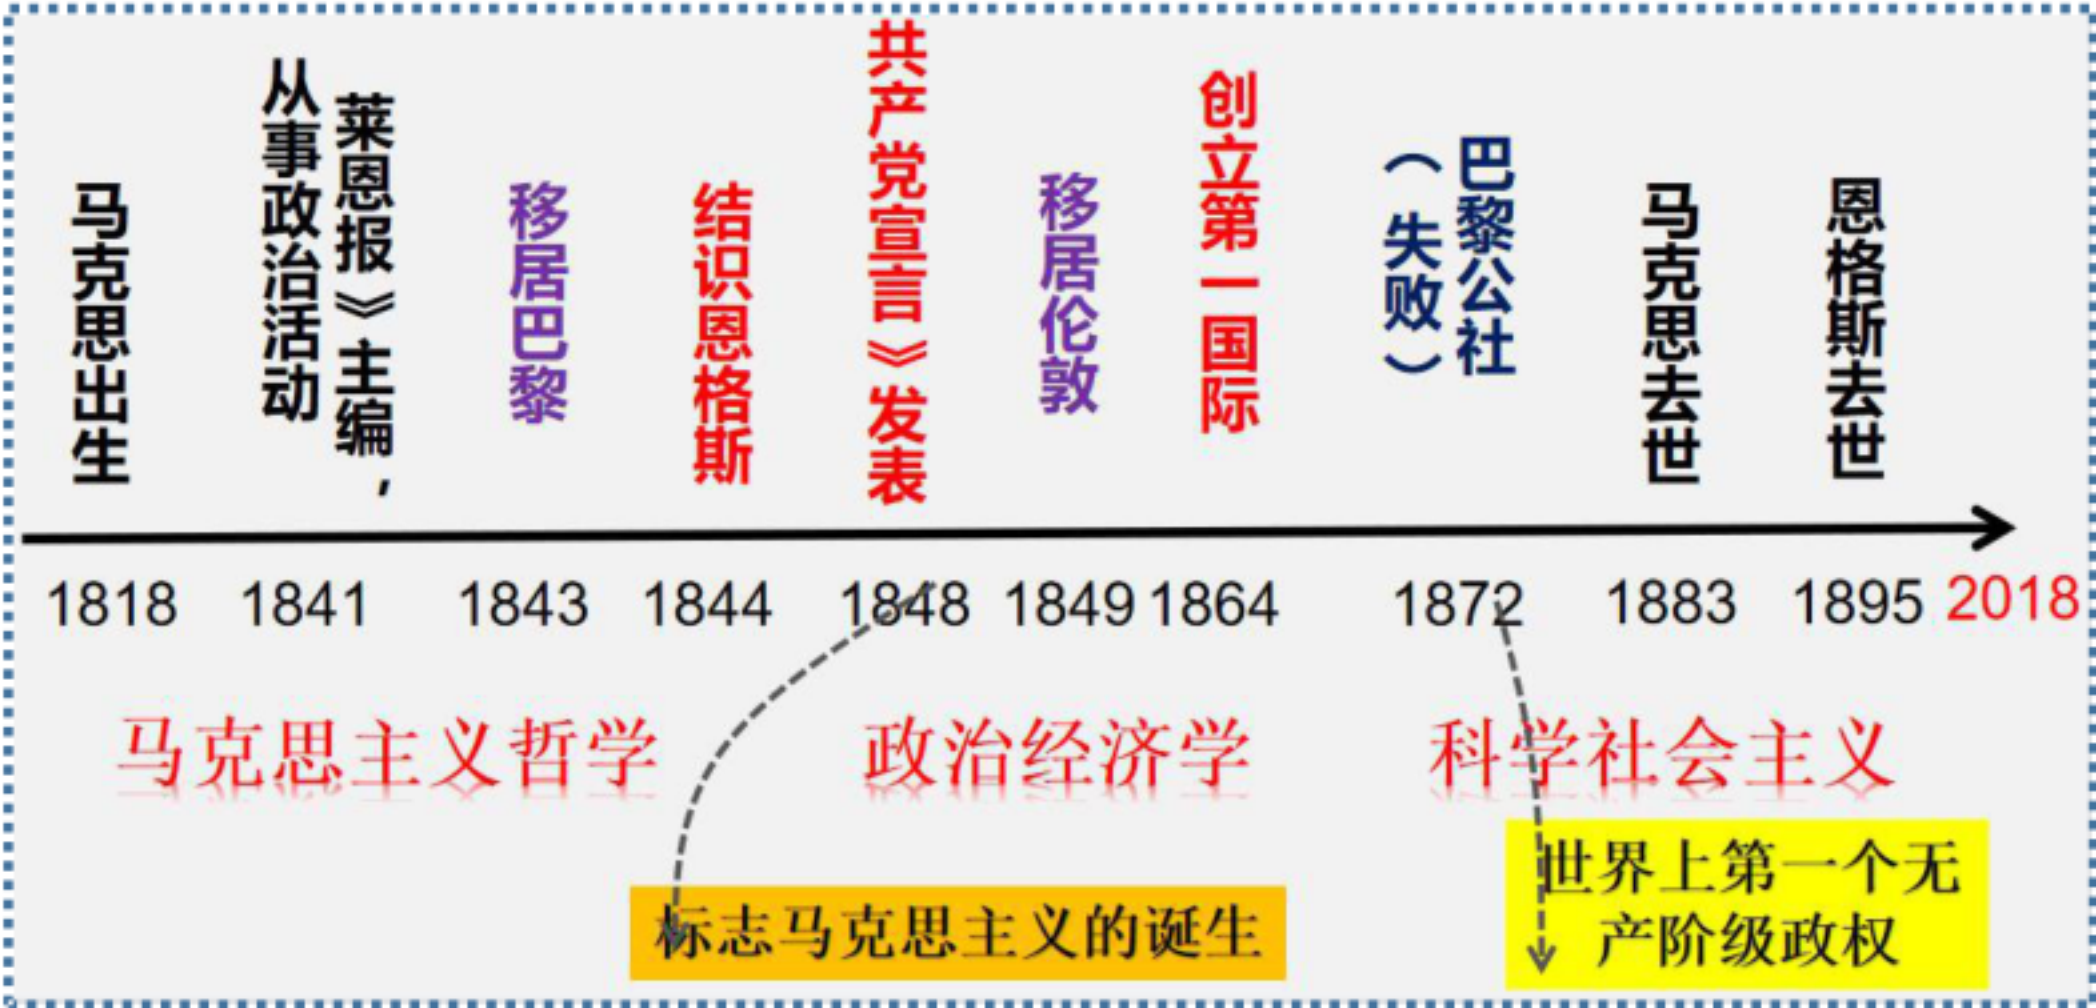 马克思出生
莱恩报》主编，
从事政治活动
移居巴黎
结识恩格斯
共产党宣言》发表
移居伦敦
创立第一国际
巴黎公社
（失败）
马克思去世
恩格斯去世
1818 1841 1843 1844 1848 1849 1864 1872 1883 1895 2018
马克思主义哲学 政治经济学 科学社会主义
标志马克思主义的诞生
世界上第一个无
产阶级政权